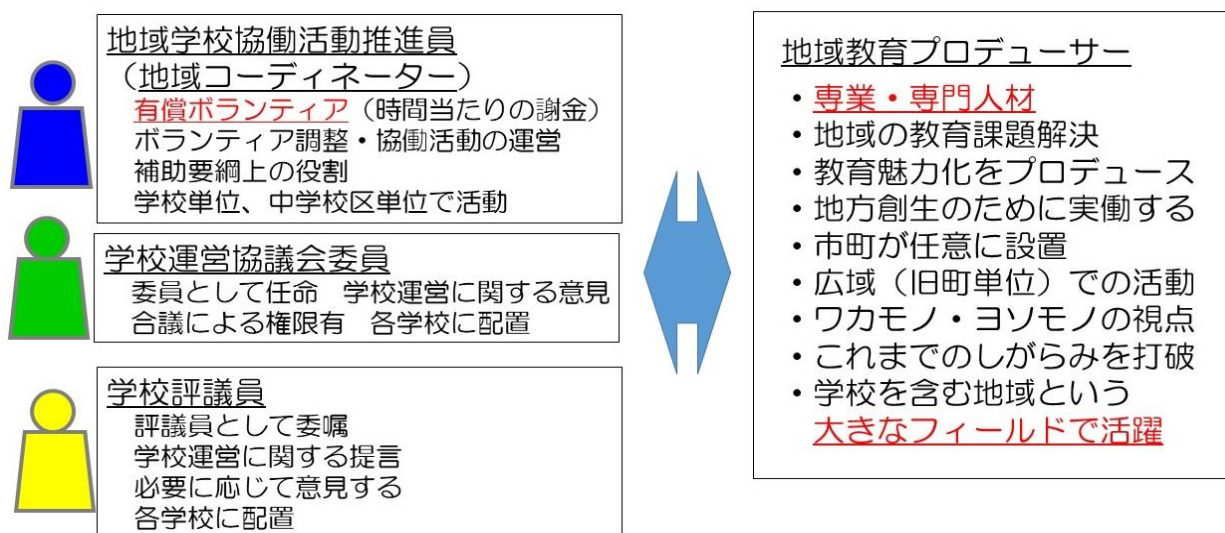 地域学校協働活動推進員
（地域コーディネーター）
有償ボランティア（時間当たりの謝金）
ボランティア調整・協働活動の運営
補助要綱上の役割
学校単位、中学校区単位で活動
学校運営協議会委員
委員として任命　学校運営に関する意見
合議による権限有　各学校に配置
学校評議員
評議員として委嘱
学校運営に関する提言
必要に応じて意見する
各学校に配置
地域教育プロデューサー
・専業・専門人材
・地域の教育課題解決
・教育魅力化をプロデュース
・地方創生のために実働する
・市町が任意に設置
・広域（旧町単位）での活動
・ワカモノ・ヨソモノの視点
・これまでのしがらみを打破
・学校を含む地域という
大きなフィールドで活躍